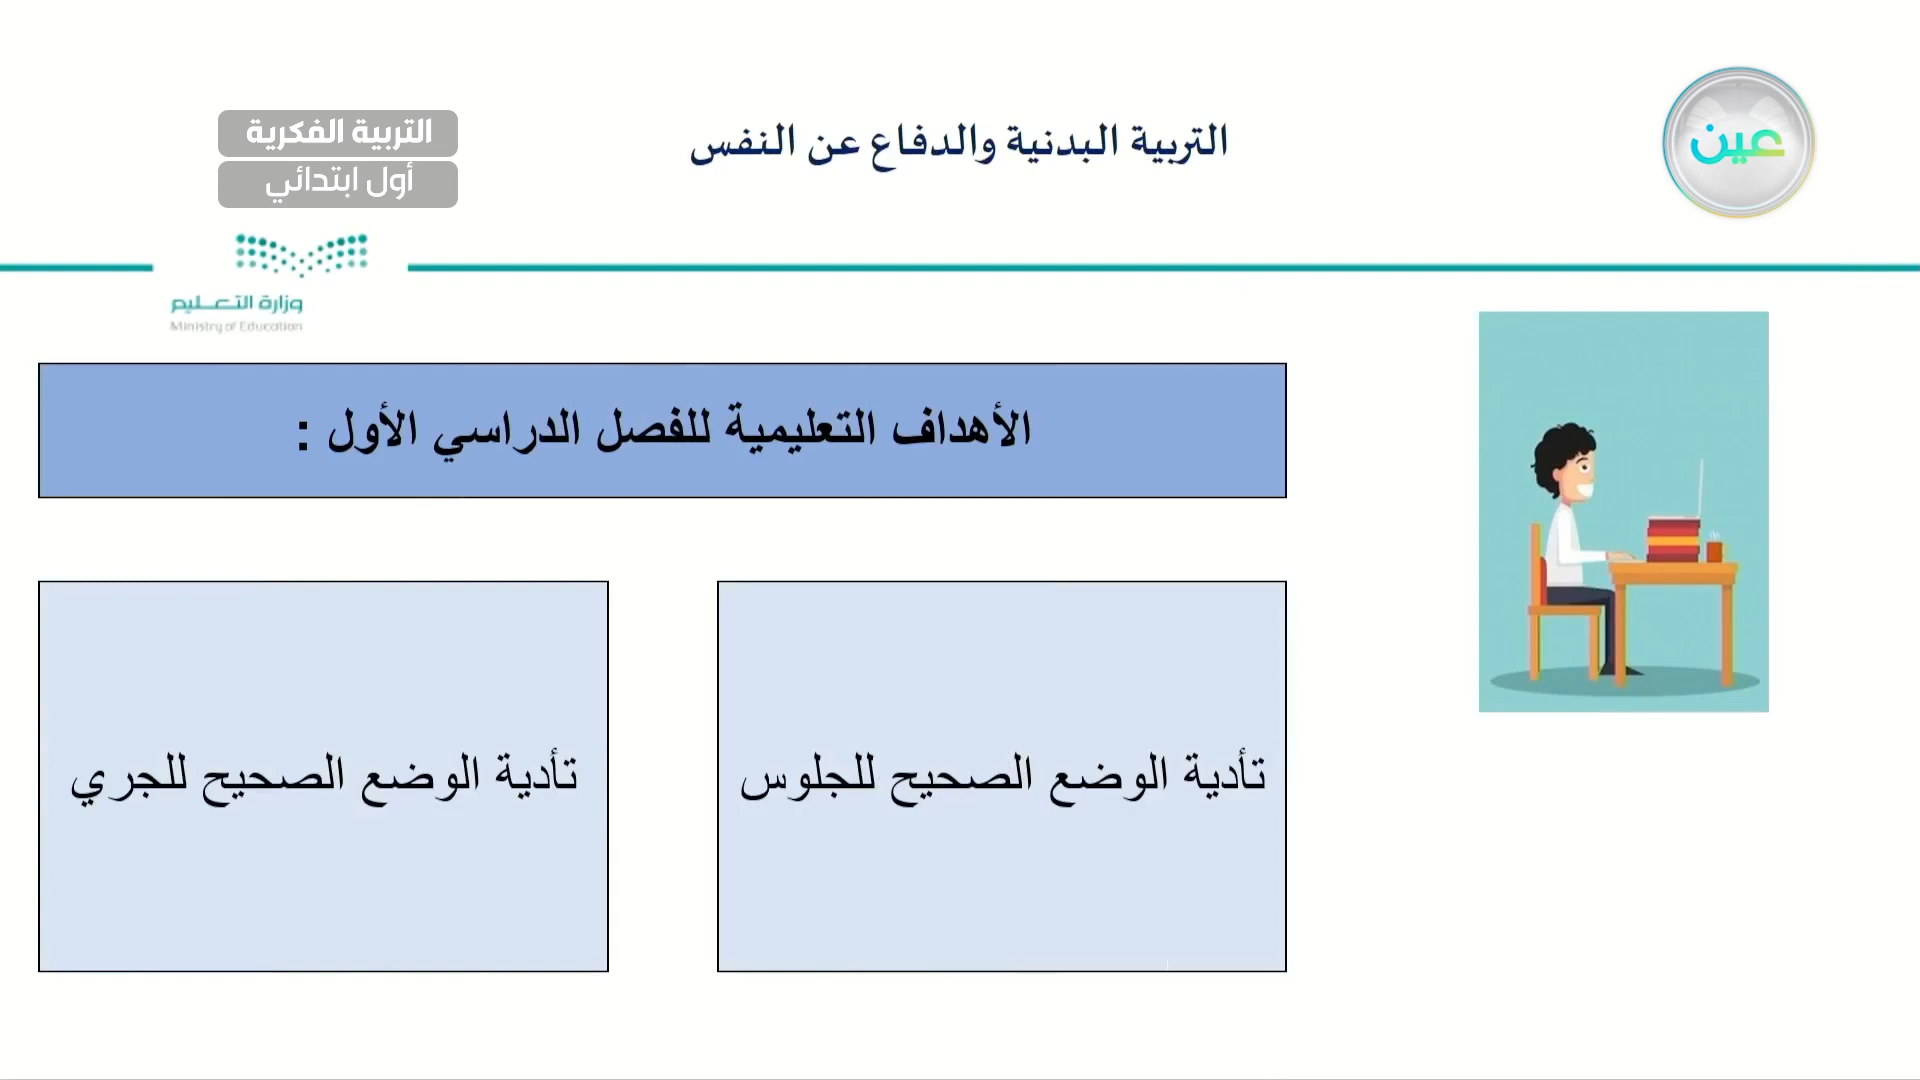 عين
التربية البدنية والدفاع عن النفس
التربية الفكرية
أول ابتدائي
وزارة التعليم
Ministry of Education
الأهداف التعليمية للفصل الدراسي الأول :
تأدية الوضع الصحيح للجلوس
تأدية الوضع الصحيح للجري